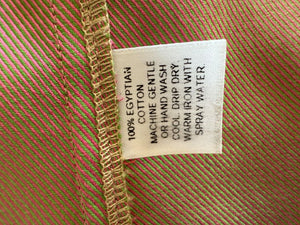 100% EGYPTIAN
COTTON
MACHINE GENTLE
OR HAND WASH
COOL. DRIP DRY.
WARM IRON WITH
SPRAY WATER.